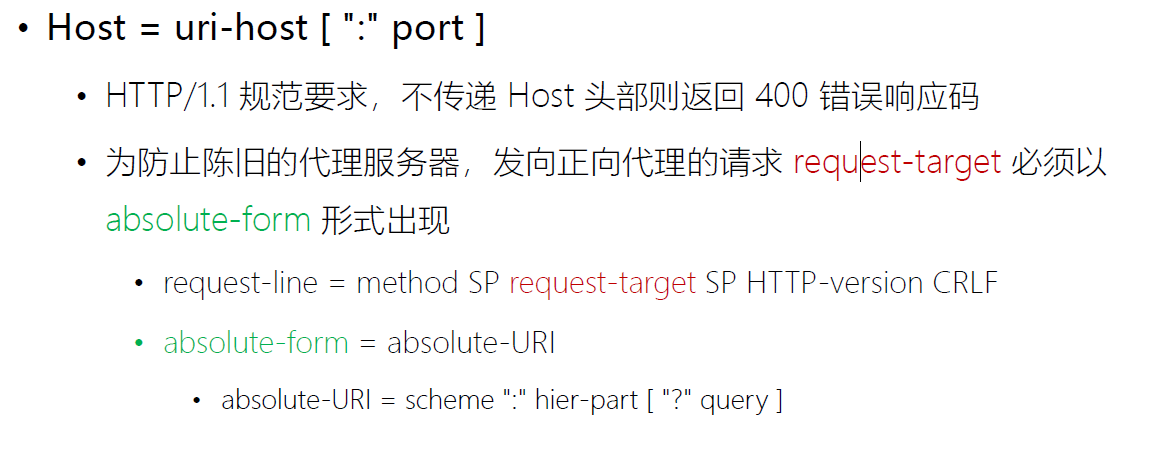 • Host = uri-host [ ":" port ]
• HTTP/1.1 规范要求，不传递 Host 头部则返回 400 错误响应码
• 为防止陈旧的代理服务器，发向正向代理的请求 request-target 必须以
absolute-form 形式出现
• request-line = method SP request-target SP HTTP-version CRLF
• absolute-form = absolute-URI
• absolute-URI = scheme ":" hier-part [ "?" query ]